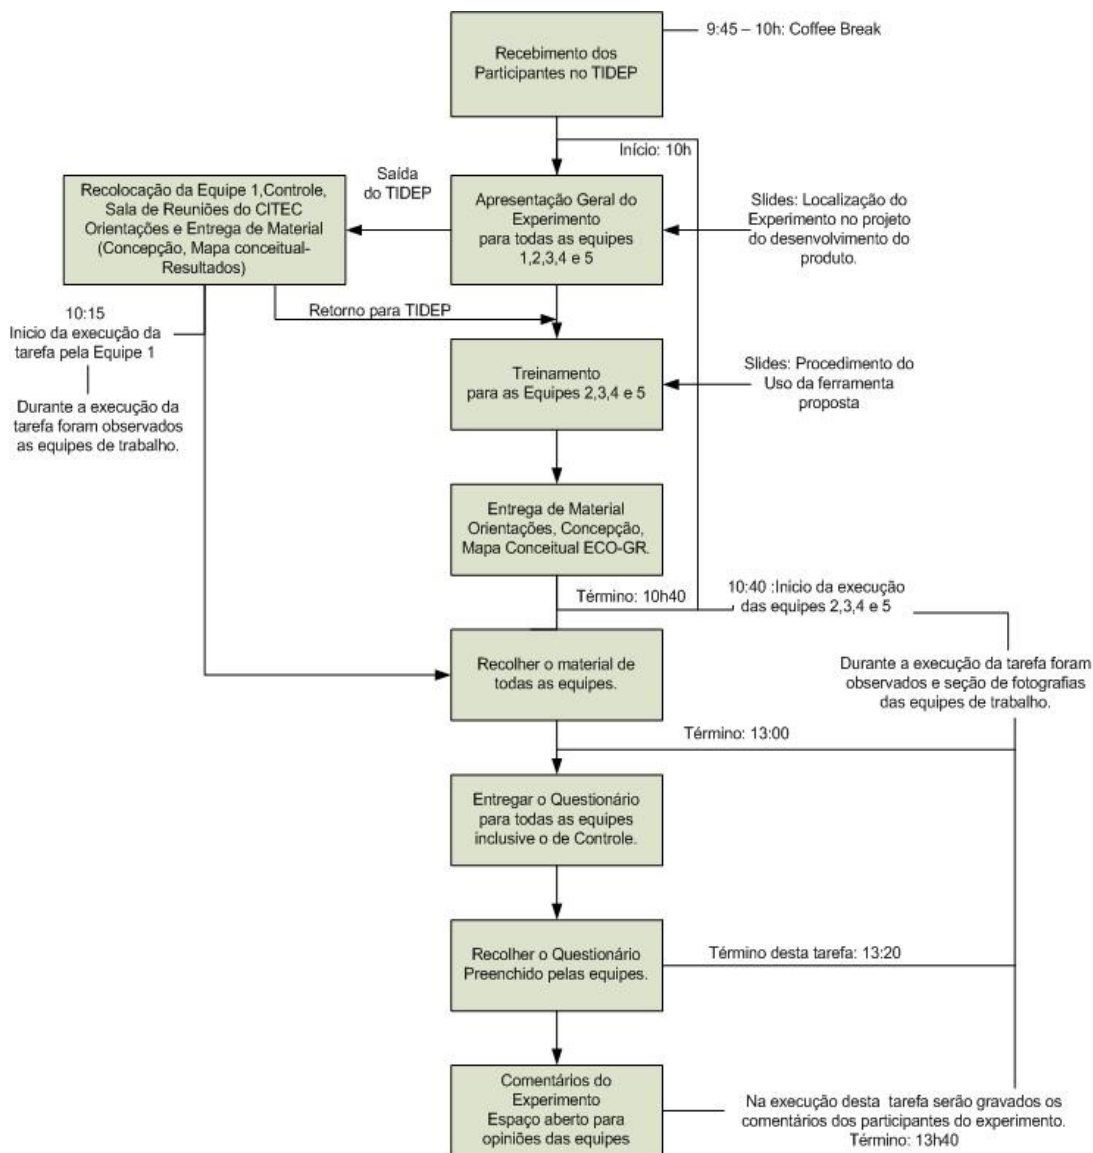 9:45 – 10h: Coffee Break
Recebimento dos
Participantes no TIDEP
Início: 10h
Saída
do TIDEP
Recolocação da Equipe 1,Controle,
Sala de Reuniões do CITEC
Orientações e Entrega de Material
(Concepção, Mapa conceitual-
Resultados)
Apresentação Geral do
Experimento
para todas as equipes
1,2,3,4 e 5
Slides: Localização do
Experimento no projeto
do desenvolvimento do
produto.
Retorno para TIDEP
10:15
Inicio da execução da
tarefa pela Equipe 1
Durante a execução da
tarefa foram observados
as equipes de trabalho.
Treinamento
para as Equipes 2,3,4 e 5
Slides: Procedimento do
Uso da ferramenta
proposta
Entrega de Material
Orientações, Concepção,
Mapa Conceitual ECO-GR.
Término: 10h40
10:40 :Inicio da execução
das equipes 2,3,4 e 5
Recolher o material de
todas as equipes.
Durante a execução da tarefa foram
observados e seção de fotografias
das equipes de trabalho.
Término: 13:00
Entregar o Questionário
para todas as equipes
inclusive o de Controle.
Recolher o Questionário
Preenchido pelas equipes.
Término desta tarefa: 13:20
Comentários do
Experimento
Espaço aberto para
opiniões das equipes
Na execução desta tarefa serão gravados os
comentários dos participantes do experimento.
Término: 13h40